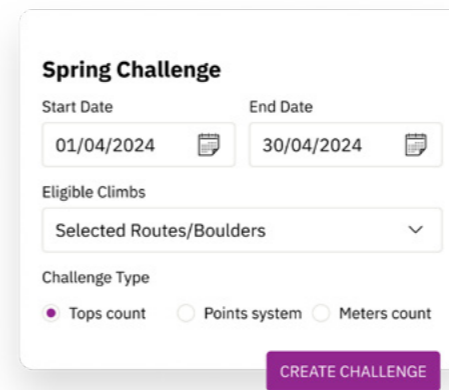 Spring Challenge
Start Date End Date
01/04/2024 30/04/2024
Eligible Climbs
Selected Routes/Boulders
Challenge Type
Tops count Points system Meters count
CREATE CHALLENGE